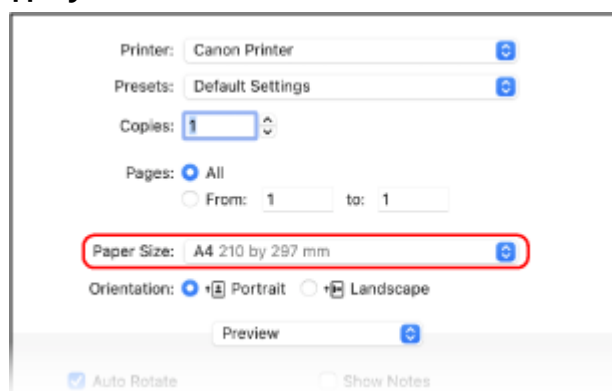 Printer: Canon Printer
Presets: Default Settings
Copies: 1
Pages: All
From: 1 to: 1
Paper Size: A4 210 by 297 mm
Orientation: Portrait Landscape
Preview
Auto Rotate Show Notes